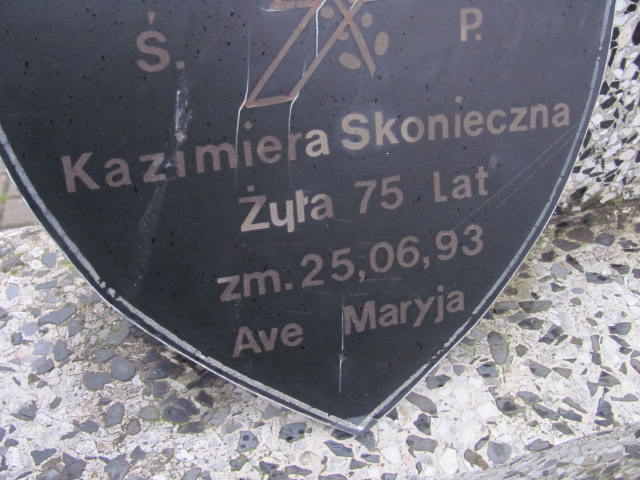 Ś. P.
Kazimiera Skonieczna
Żyła 75 Lat
zm. 25,06,93
Ave Maryja